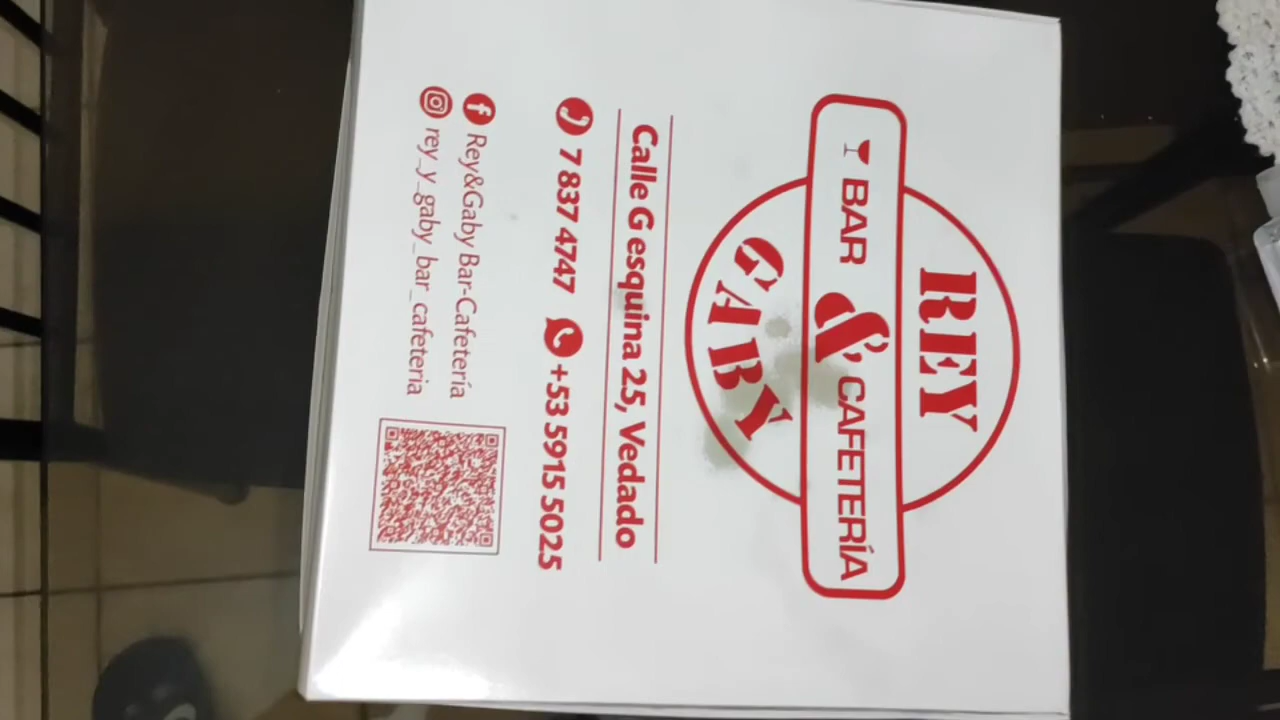 REY
BAR & CAFETERÍA
GABY
Calle G esquina 25, Vedado
7 837 4747 +53 5915 5025
Rey&Gaby Bar-Cafetería
rey_y_gaby_bar_cafeteria